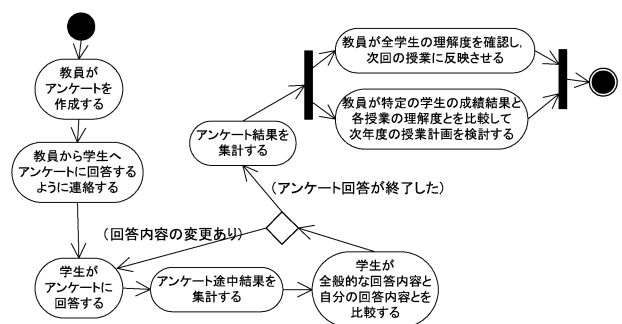 教員が
アンケートを
作成する
教員から学生へ
アンケートに回答する
ように連絡する
学生が
アンケートに
回答する
アンケート途中結果を
集計する
学生が
全般的な回答内容と
自分の回答内容とを
比較する
(回答内容の変更あり)
(アンケート回答が終了した)
アンケート結果を
集計する
教員が全学生の理解度を確認し,
次回の授業に反映させる
教員が特定の学生の成績結果と
各授業の理解度とを比較して
次年度の授業計画を検討する